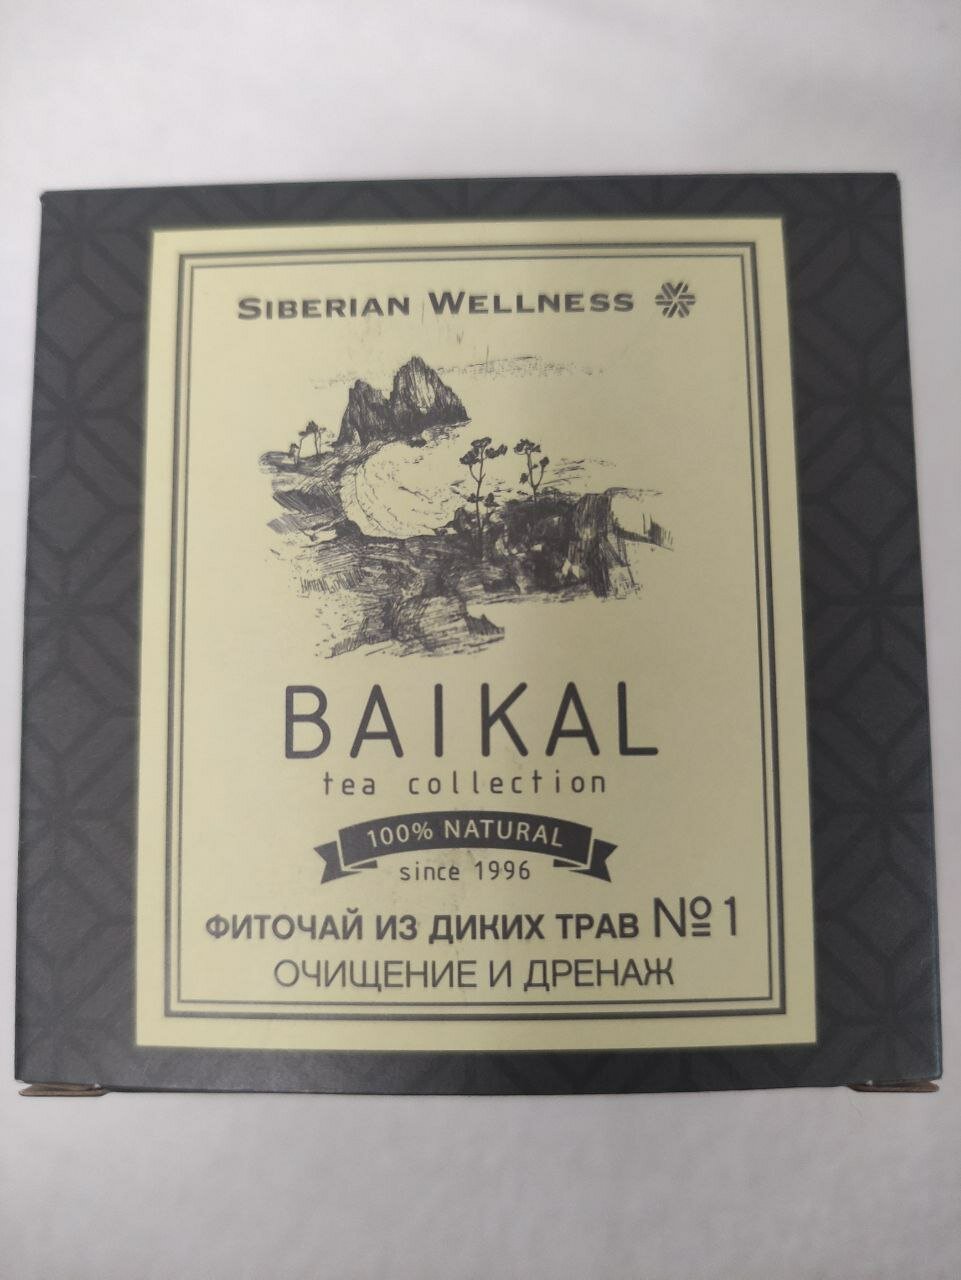 SIBERIAN WELLNESS
BAIKAL
tea collection
100% NATURAL
since 1996
ФИТОЧАЙ ИЗ ДИКИХ ТРАВ №1
ОЧИЩЕНИЕ И ДРЕНАЖ